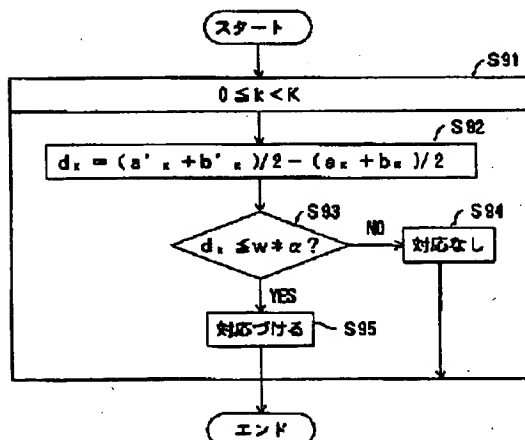 スタート
S91
0≦k<K
S92
dₖ = (a'ₖ + b'ₖ)/2 - (aₖ + bₖ)/2
S93
dₖ ≦ w * α?
NO
S94
対応なし
YES
対応づける
S95
エンド